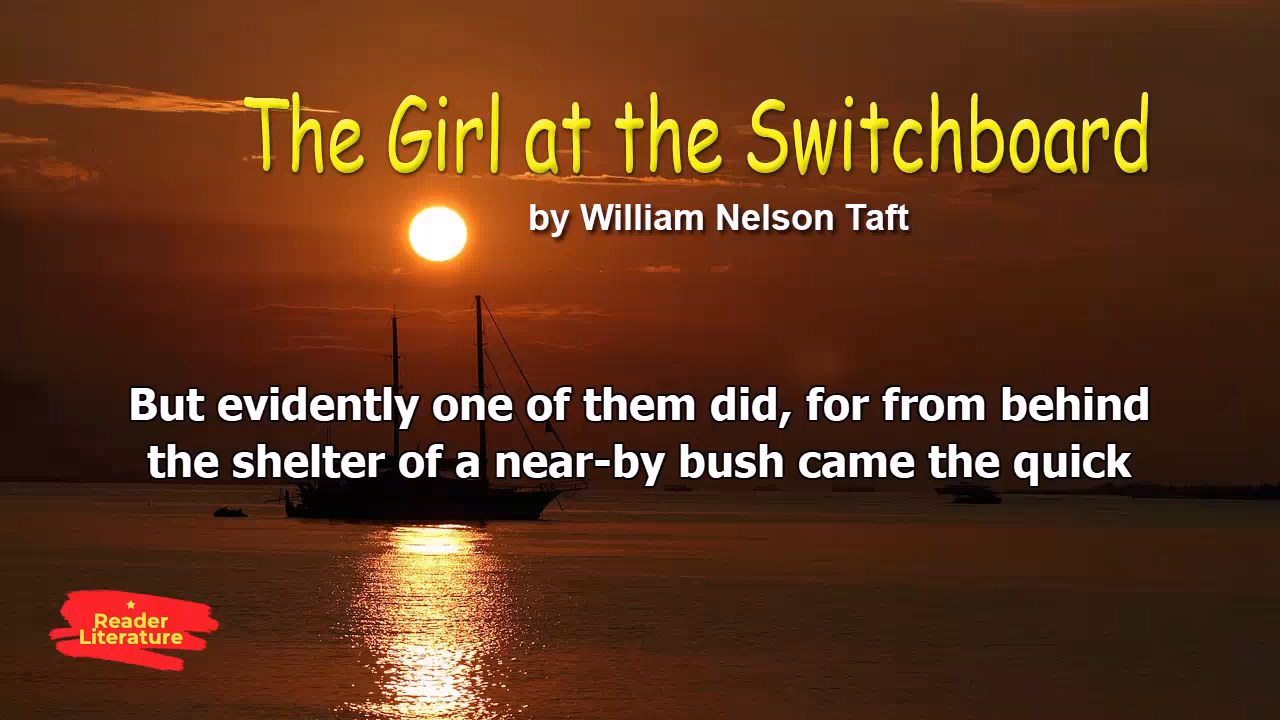 The Girl at the Switchboard
by William Nelson Taft
But evidently one of them did, for from behind
the shelter of a near-by bush came the quick
Reader
Literature